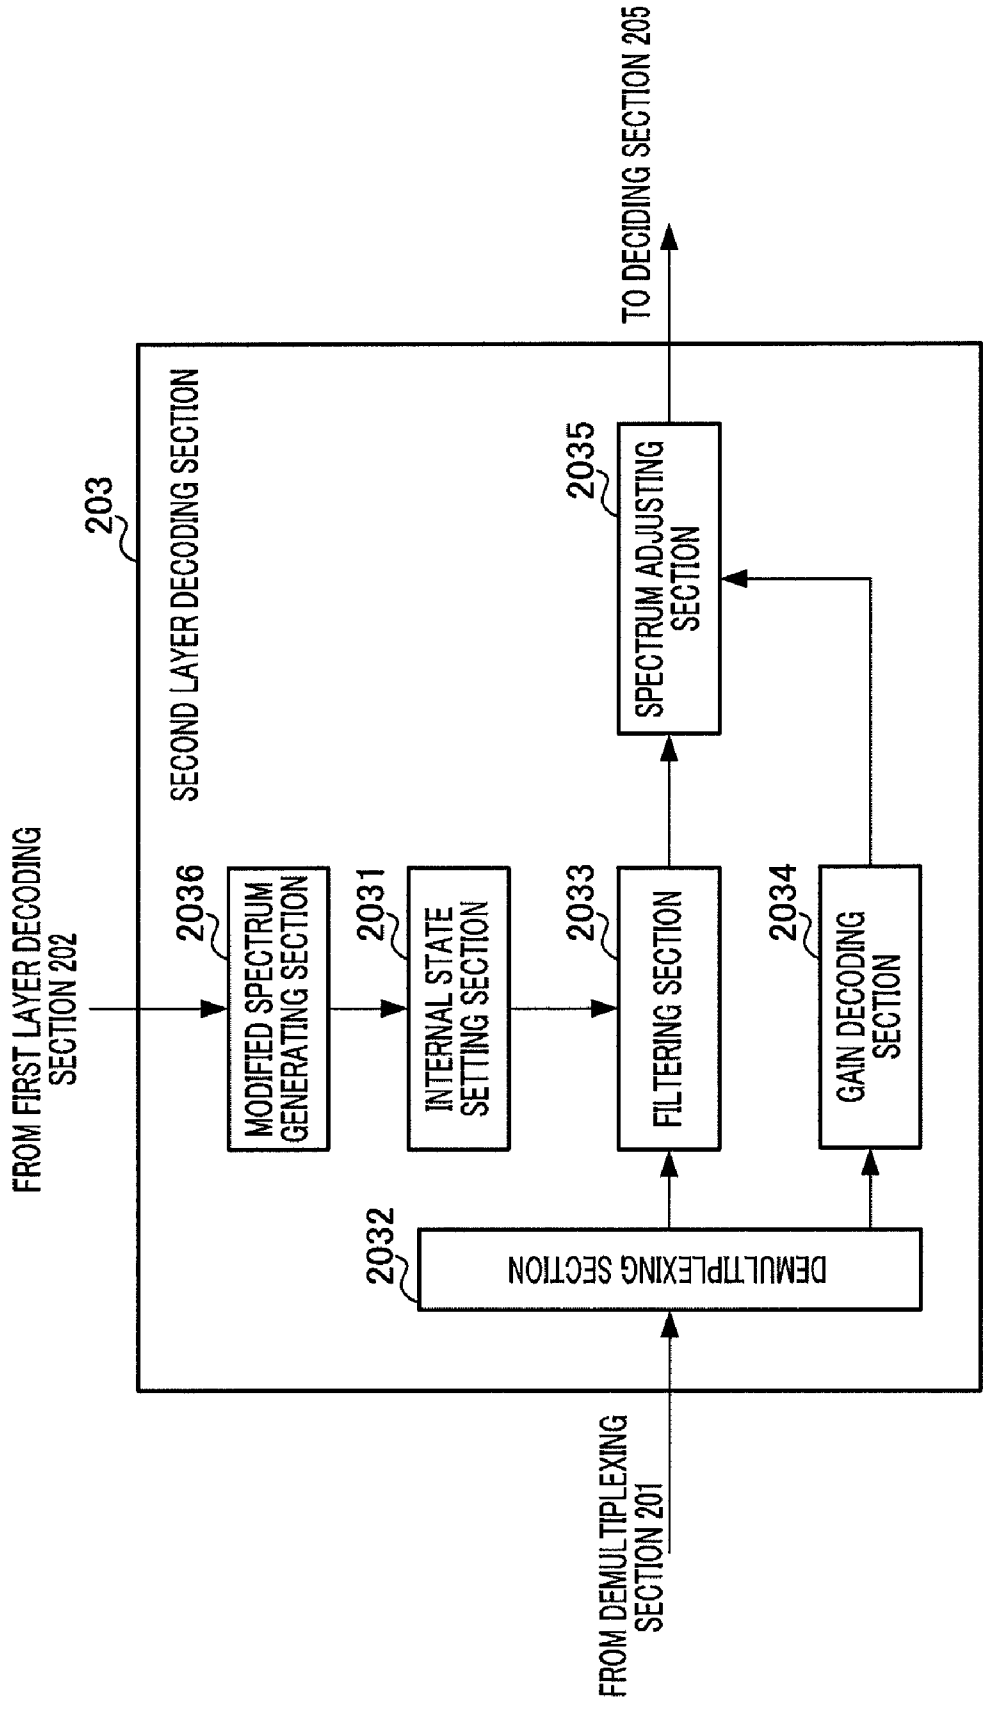 FROM FIRST LAYER DECODING
SECTION 202
203
SECOND LAYER DECODING SECTION
2036
MODIFIED SPECTRUM
GENERATING SECTION
2031
INTERNAL STATE
SETTING SECTION
2032
DEMULTIPLEXING SECTION
2033
FILTERING SECTION
2035
SPECTRUM ADJUSTING
SECTION
2034
GAIN DECODING
SECTION
FROM DEMULTIPLEXING
SECTION 201
TO DECIDING SECTION 205